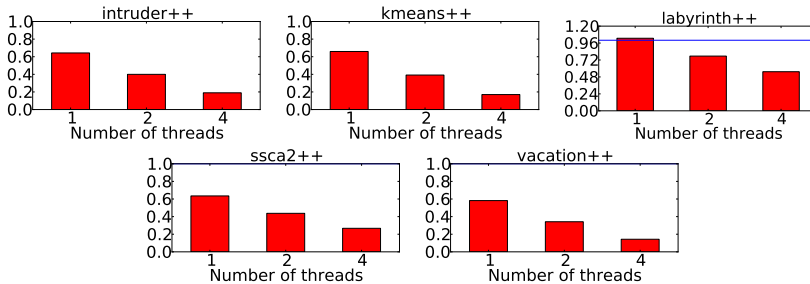 intruder++
1.0
0.8
0.6
0.4
0.2
0.0
1 2 4
Number of threads
kmeans++
1.0
0.8
0.6
0.4
0.2
0.0
1 2 4
Number of threads
labyrinth++
1.20
0.96
0.72
0.48
0.24
0.00
1 2 4
Number of threads
ssca2++
1.0
0.8
0.6
0.4
0.2
0.0
1 2 4
Number of threads
vacation++
1.0
0.8
0.6
0.4
0.2
0.0
1 2 4
Number of threads